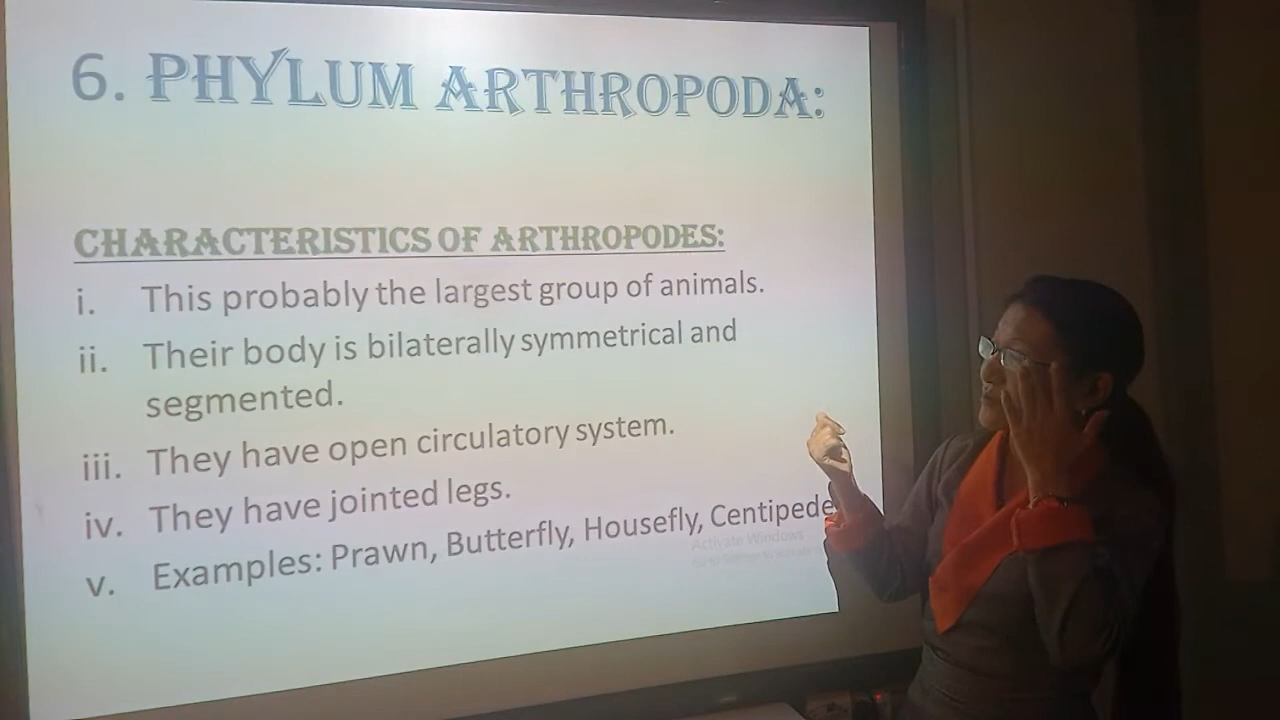 6. PHYLUM ARTHROPODA:
CHARACTERISTICS OF ARTHROPODES:
i. This probably the largest group of animals.
ii. Their body is bilaterally symmetrical and
segmented.
iii. They have open circulatory system.
iv. They have jointed legs.
v. Examples: Prawn, Butterfly, Housefly, Centipede
Activate Windows